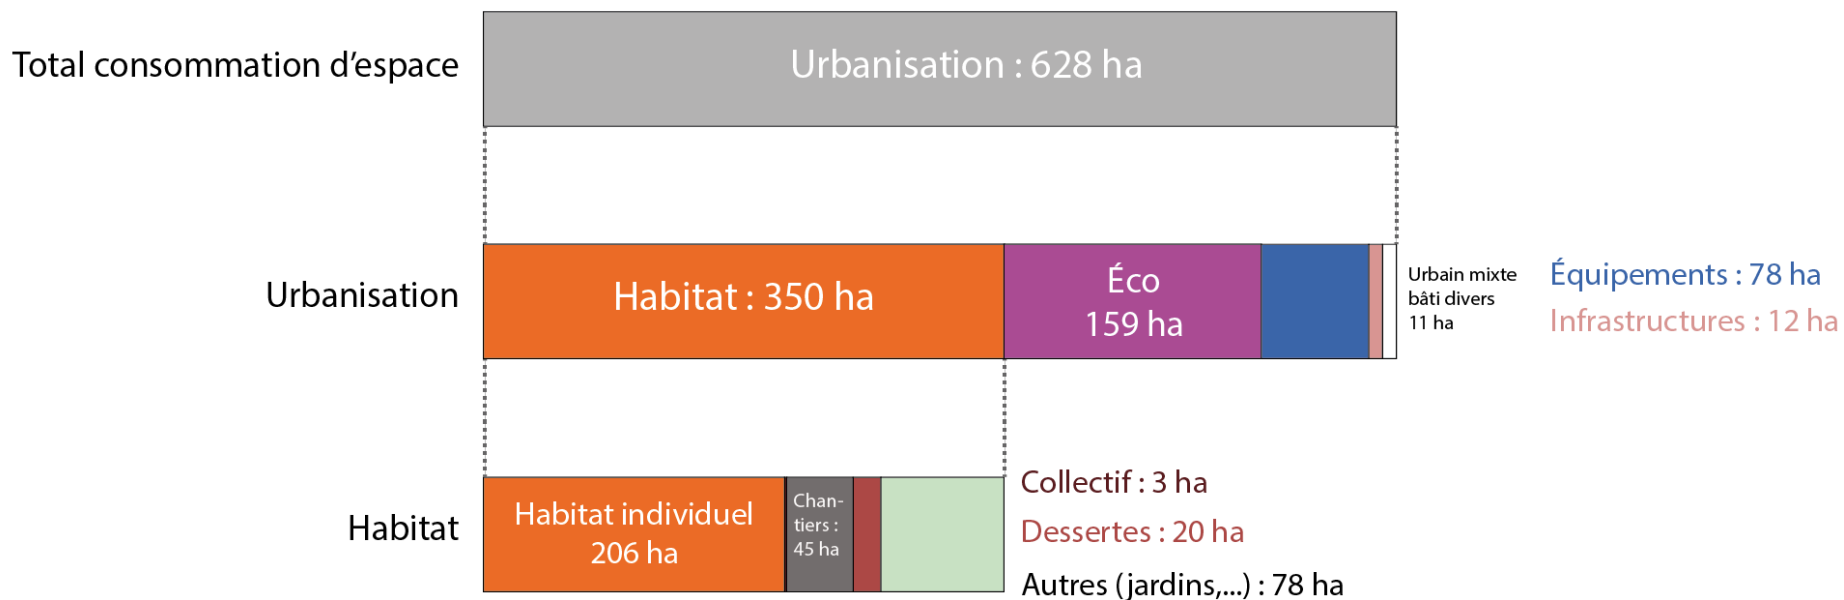 Total consommation d'espace
Urbanisation : 628 ha
Urbanisation
Habitat : 350 ha
Éco
159 ha
Urbain mixte
bâti divers
11 ha
Équipements : 78 ha
Infrastructures : 12 ha
Habitat
Habitat individuel
206 ha
Chan-
tiers :
45 ha
Collectif : 3 ha
Dessertes : 20 ha
Autres (jardins,...) : 78 ha